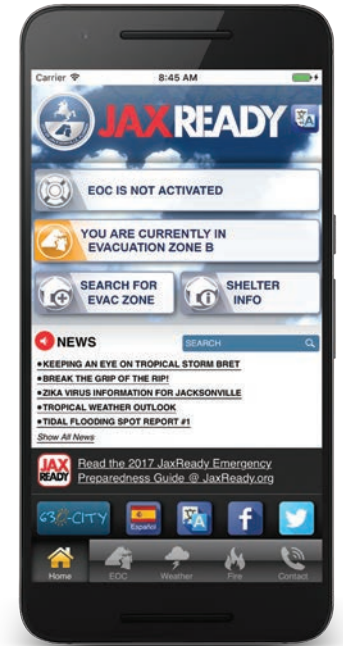 Carrier 8:45 AM
JAXREADY
EOC IS NOT ACTIVATED
YOU ARE CURRENTLY IN
EVACUATION ZONE B
SEARCH FOR
EVAC ZONE
SHELTER
INFO
NEWS
SEARCH
•KEEPING AN EYE ON TROPICAL STORM BRET
•BREAK THE GRIP OF THE RIP!
•ZIKA VIRUS INFORMATION FOR JACKSONVILLE
•TROPICAL WEATHER OUTLOOK
•TIDAL FLOODING SPOT REPORT #1
Show All News
JAX
READY
Read the 2017 JaxReady Emergency
Preparedness Guide @ JaxReady.org
630-CITY
Español
Home EOC Weather Fire Contact